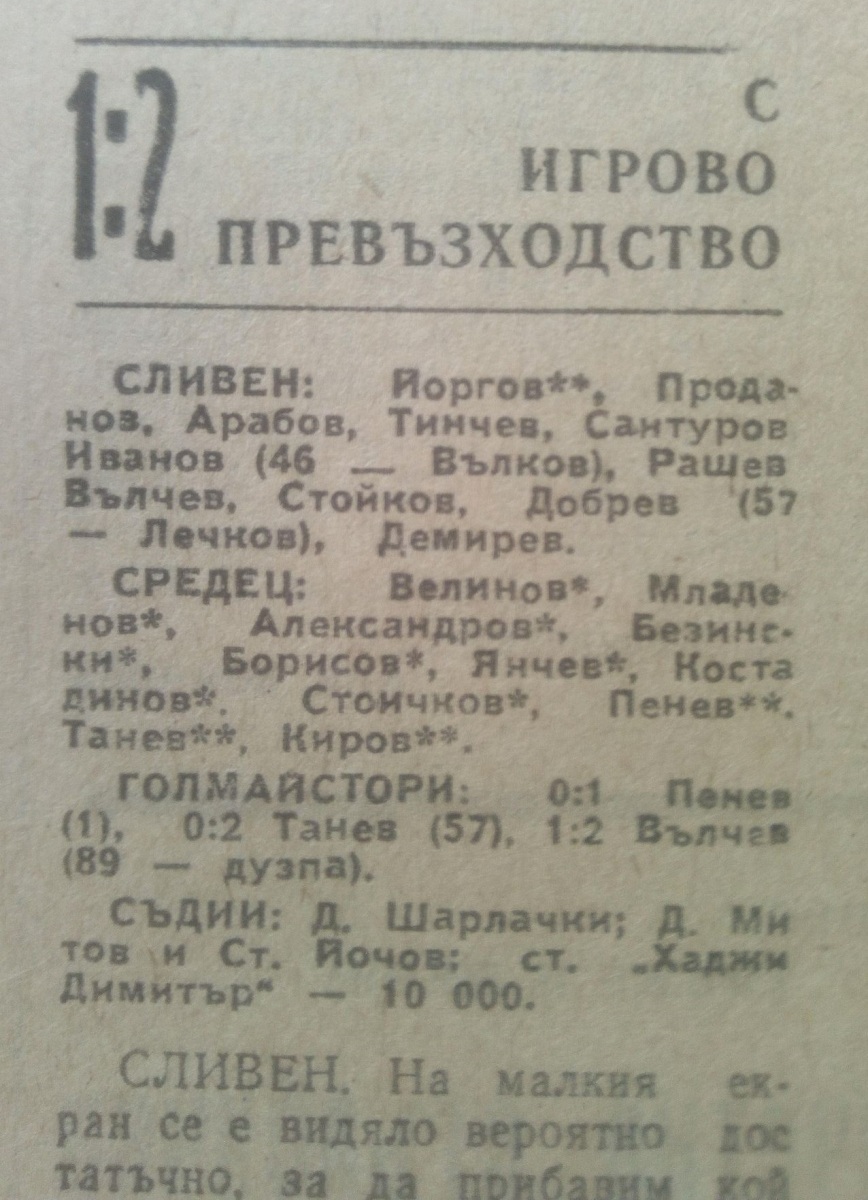 1:2
С
ИГРОВО
ПРЕВЪЗХОДСТВО
СЛИВЕН: Йоргов**, Прода-
нов, Арабов, Тинчев, Сантуров
Иванов (46 — Вълков), Рашев
Вълчев, Стойков, Добрев (57
— Лечков), Демирев.
СРЕДЕЦ: Велинов*, Младе-
нов*, Александров*, Безинс-
ки*, Борисов*, Янчев*, Коста
динов*. Стоичков*, Пенев**.
Танев**, Киров**.
ГОЛМАЙСТОРИ: 0:1 Пенев
(1), 0:2 Танев (57), 1:2 Вълчев
(89 — дузпа).
СЪДИИ: Д. Шарлачки; Д. Ми
тов и Ст. Йочов; ст. „Хаджи
Димитър“ — 10 000.
СЛИВЕН. На малкия ек-
ран се е видяло вероятно дос
татъчно, за да прибавим кой